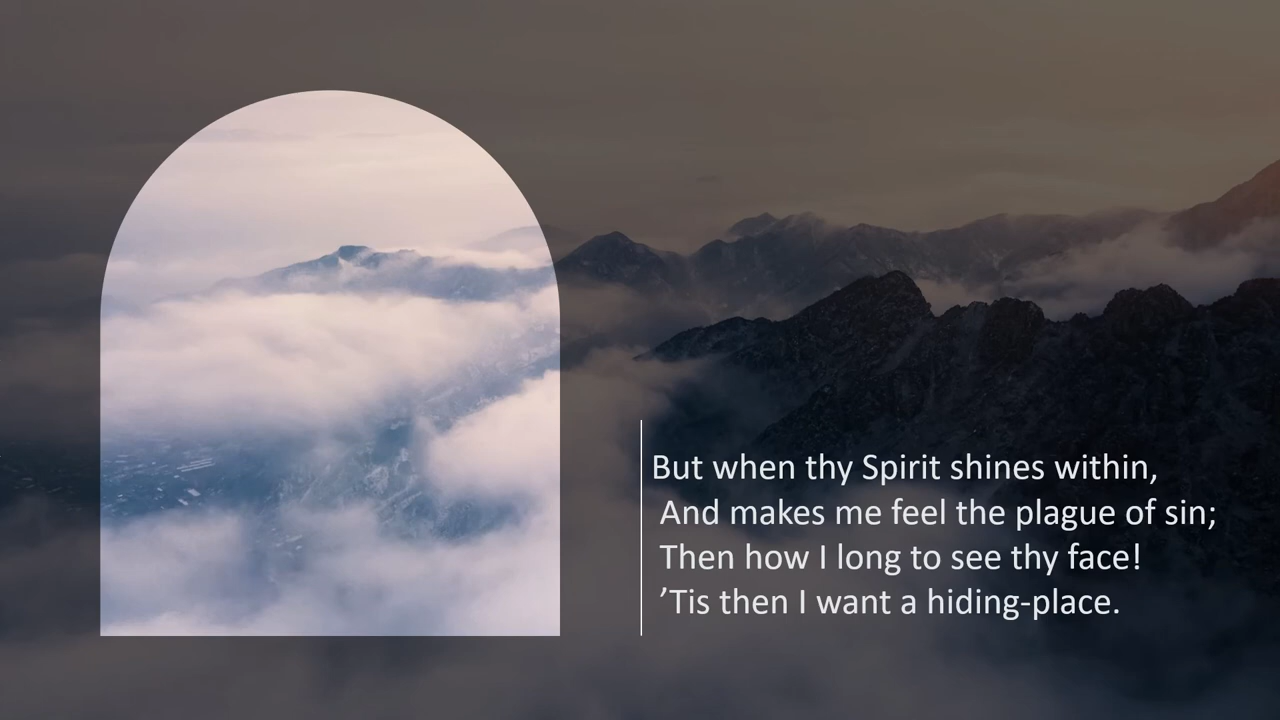 But when thy Spirit shines within,
And makes me feel the plague of sin;
Then how I long to see thy face!
’Tis then I want a hiding-place.